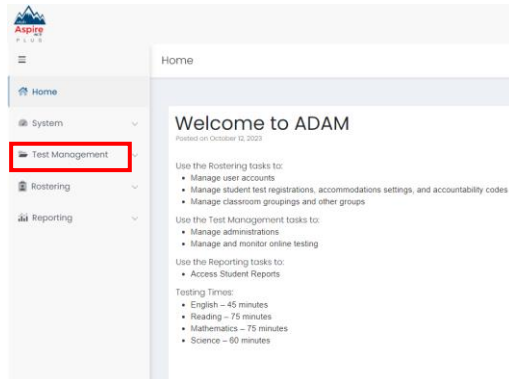 Aspire
PLUS
Home
Home
System
Test Management
Rostering
Reporting
Welcome to ADAM
Posted on October 12, 2023
Use the Rostering tasks to:
• Manage user accounts
• Manage student test registrations, accommodations settings, and accountability codes
• Manage classroom groupings and other groups
Use the Test Management tasks to:
• Manage administrations
• Manage and monitor online testing
Use the Reporting tasks to:
• Access Student Reports
Testing Times:
• English – 45 minutes
• Reading – 75 minutes
• Mathematics – 75 minutes
• Science – 60 minutes